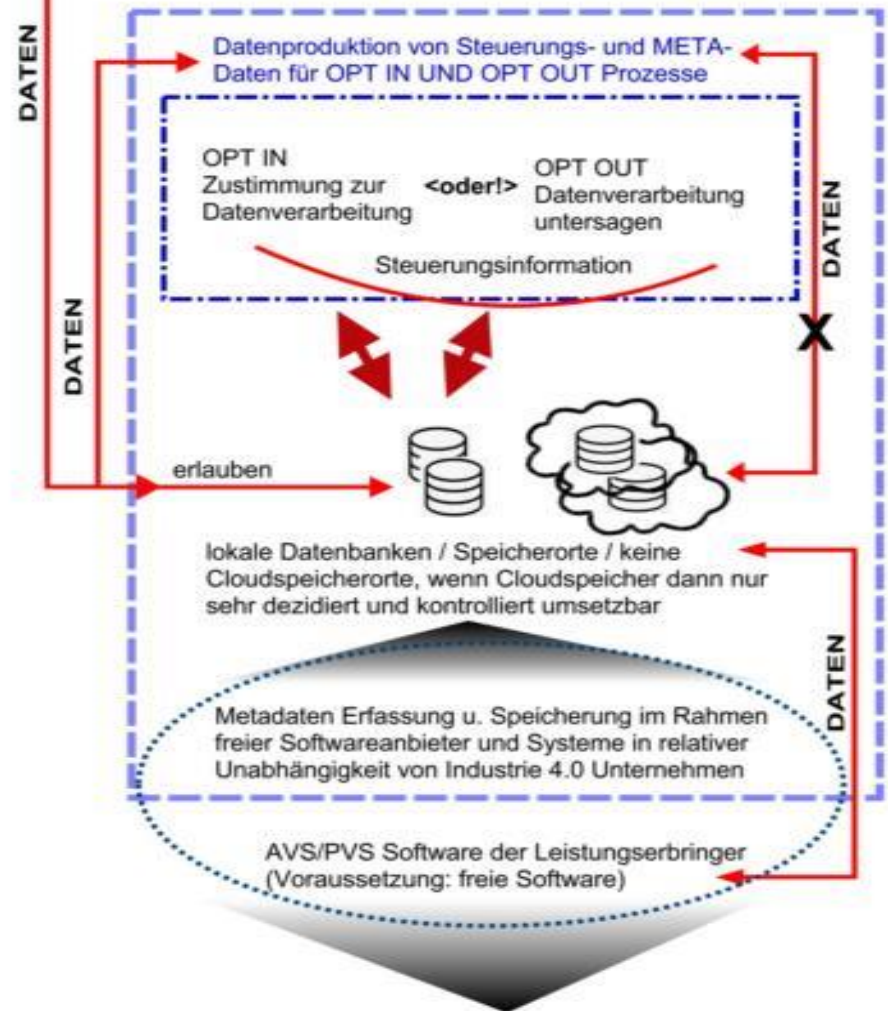 DATEN
Datenproduktion von Steuerungs- und META-
Daten für OPT IN UND OPT OUT Prozesse
OPT IN
Zustimmung zur
Datenverarbeitung
<oder!>
OPT OUT
Datenverarbeitung
untersagen
Steuerungsinformation
DATEN
DATEN
X
erlauben
lokale Datenbanken / Speicherorte / keine
Cloudspeicherorte, wenn Cloudspeicher dann nur
sehr dezidiert und kontrolliert umsetzbar
DATEN
Metadaten Erfassung u. Speicherung im Rahmen
freier Softwareanbieter und Systeme in relativer
Unabhängigkeit von Industrie 4.0 Unternehmen
AVS/PVS Software der Leistungserbringer
(Voraussetzung: freie Software)